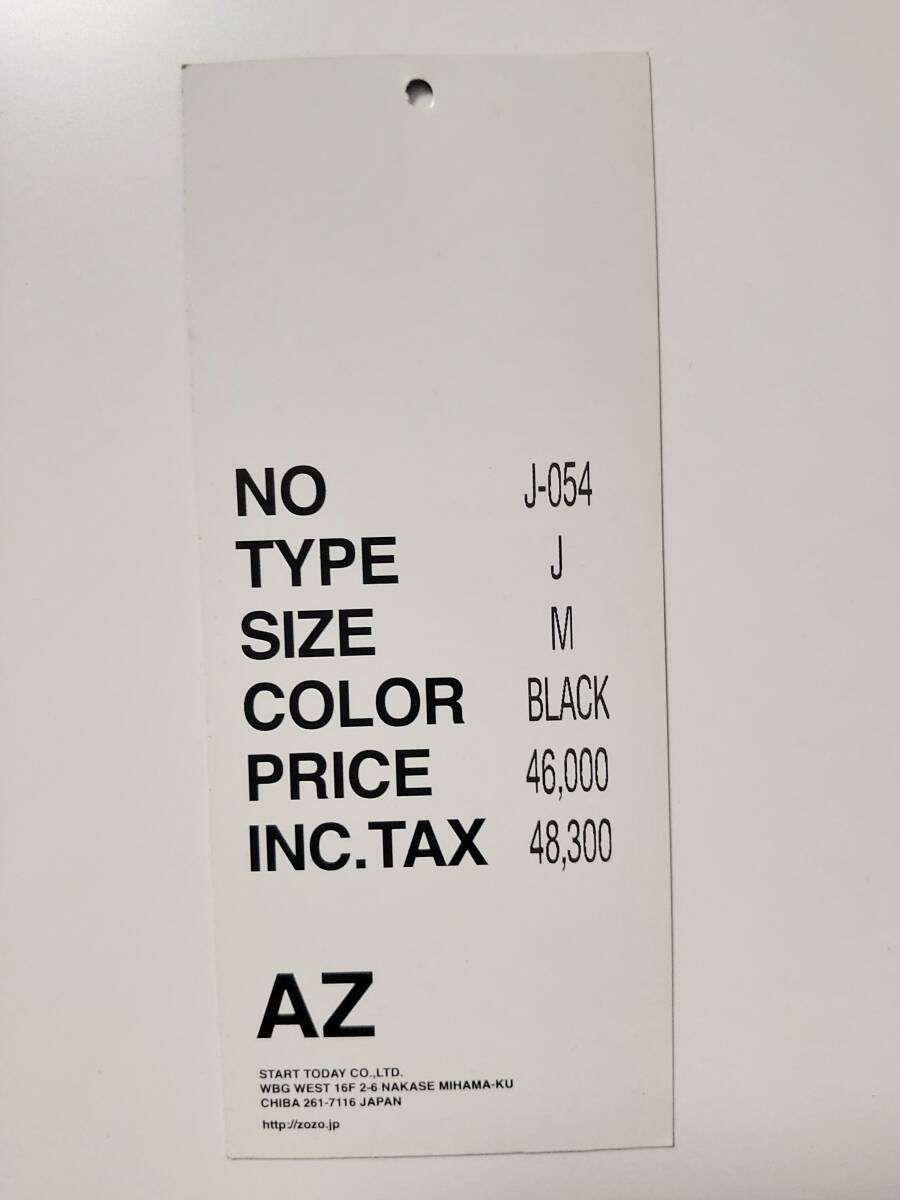 NO J-054
TYPE J
SIZE M
COLOR BLACK
PRICE 46,000
INC.TAX 48,300
AZ
START TODAY CO.,LTD.
WBG WEST 16F 2-6 NAKASE MIHAMA-KU
CHIBA 261-7116 JAPAN
http://zozo.jp